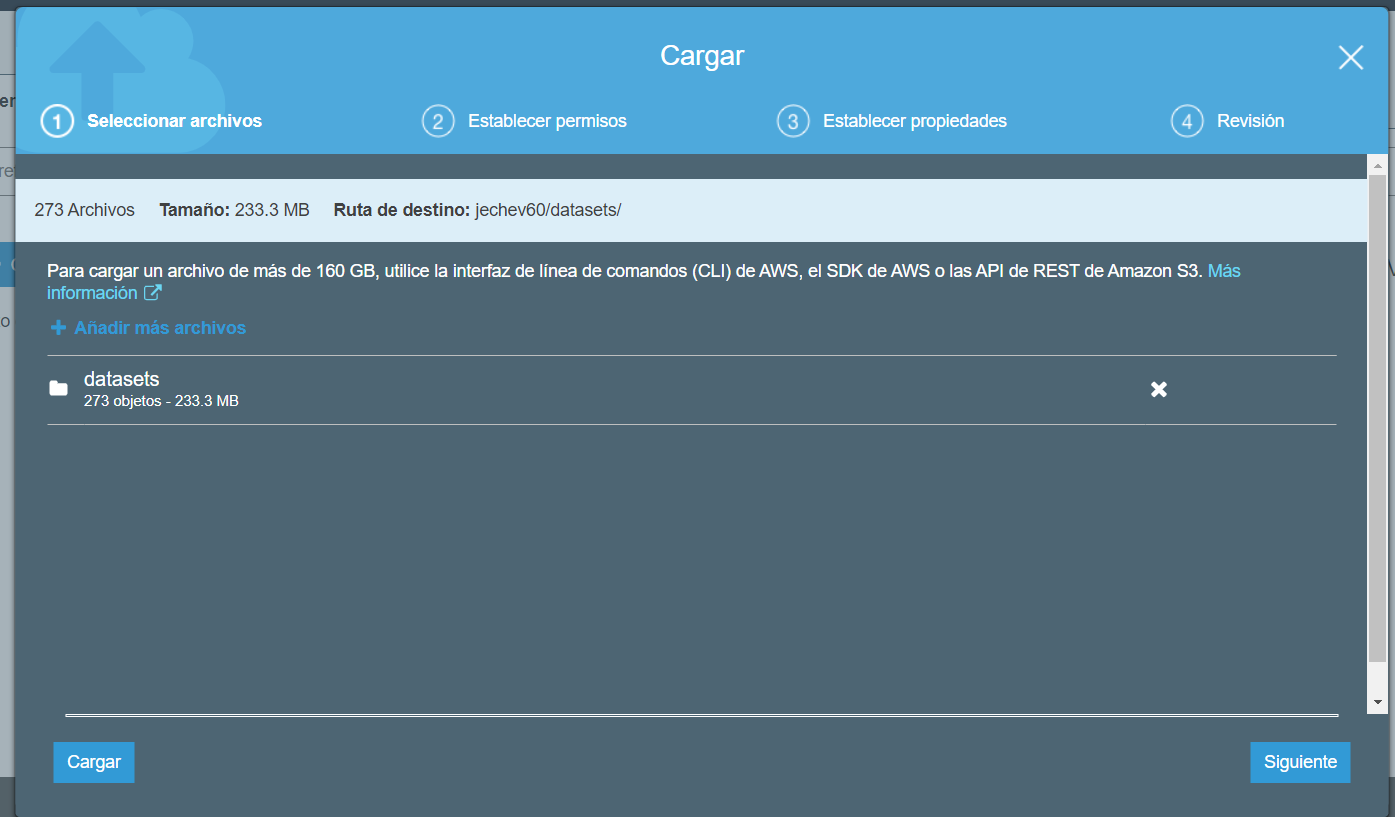 Cargar
1 Seleccionar archivos
2 Establecer permisos
3 Establecer propiedades
4 Revisión
273 Archivos Tamaño: 233.3 MB Ruta de destino: jechev60/datasets/
Para cargar un archivo de más de 160 GB, utilice la interfaz de línea de comandos (CLI) de AWS, el SDK de AWS o las API de REST de Amazon S3. Más
información
Añadir más archivos
datasets
273 objetos - 233.3 MB
Cargar
Siguiente